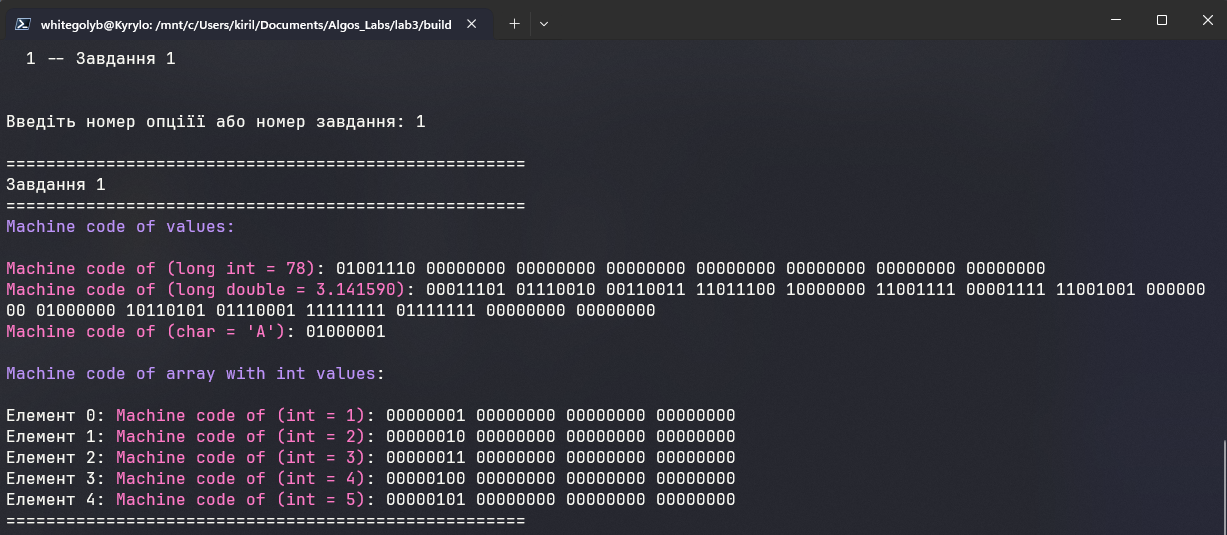 whitegolyb@Kyrylo: /mnt/c/Users/kiril/Documents/Algos_Labs/lab3/build
1 -- Завдання 1
Введіть номер опціїї або номер завдання: 1
====================================================
Завдання 1
====================================================
Machine code of values:
Machine code of (long int = 78): 01001110 00000000 00000000 00000000 00000000 00000000 00000000 00000000
Machine code of (long double = 3.141590): 00011101 01110010 00110011 11011100 10000000 11001111 00001111 11001001 000000
00 01000000 10110101 01110001 11111111 01111111 00000000 00000000
Machine code of (char = 'A'): 01000001
Machine code of array with int values:
Елемент 0: Machine code of (int = 1): 00000001 00000000 00000000 00000000
Елемент 1: Machine code of (int = 2): 00000010 00000000 00000000 00000000
Елемент 2: Machine code of (int = 3): 00000011 00000000 00000000 00000000
Елемент 3: Machine code of (int = 4): 00000100 00000000 00000000 00000000
Елемент 4: Machine code of (int = 5): 00000101 00000000 00000000 00000000
====================================================